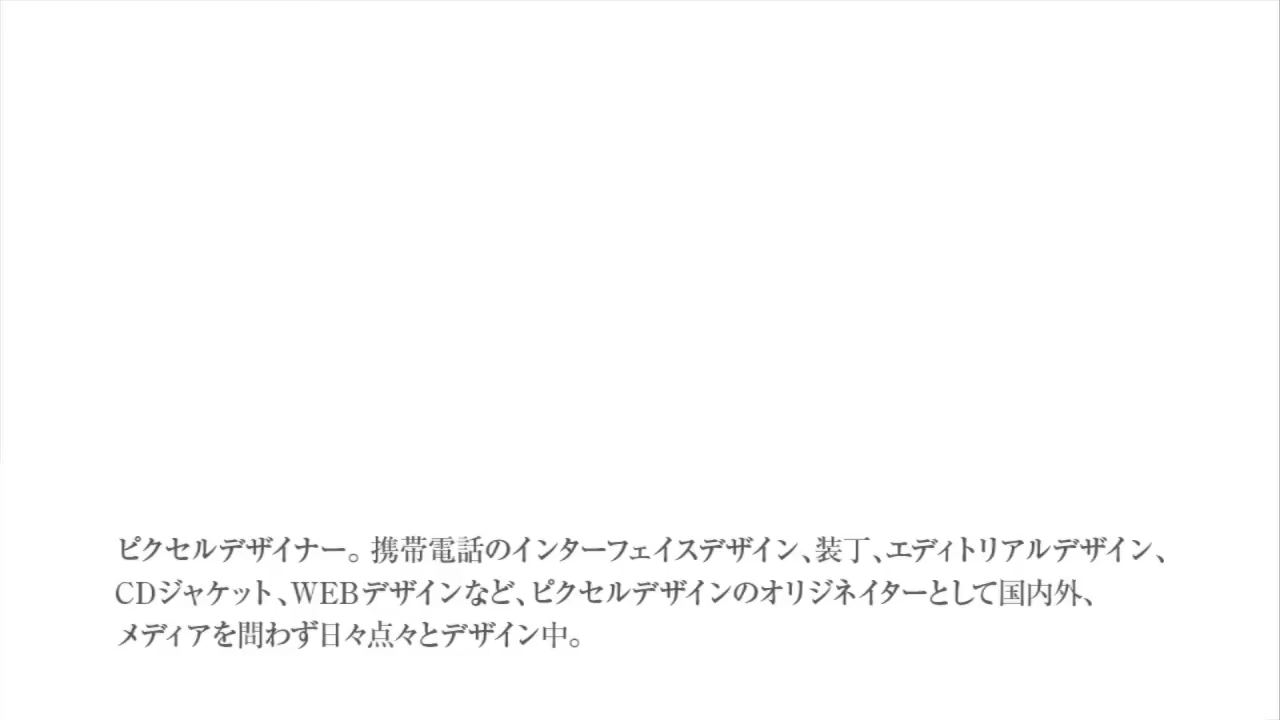 ピクセルデザイナー。携帯電話のインターフェイスデザイン、装丁、エディトリアルデザイン、
CDジャケット、WEBデザインなど、ピクセルデザインのオリジネイターとして国内外、
メディアを問わず日々点々とデザイン中。